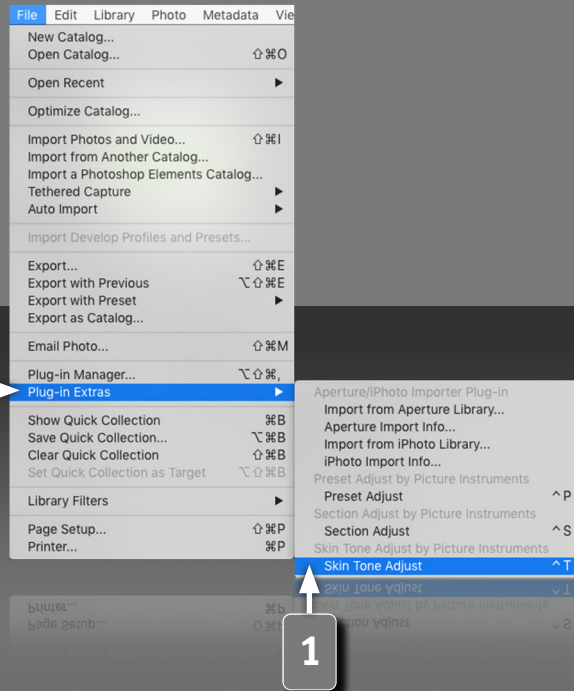 File Edit Library Photo Metadata Vie
New Catalog...
Open Catalog... ⇧⌘O
Open Recent ▶
Optimize Catalog...
Import Photos and Video... ⇧⌘I
Import from Another Catalog...
Import a Photoshop Elements Catalog...
Tethered Capture ▶
Auto Import ▶
Import Develop Profiles and Presets...
Export... ⇧⌘E
Export with Previous ⌥⇧⌘E
Export with Preset ▶
Export as Catalog...
Email Photo... ⇧⌘M
Plug-in Manager... ⌥⇧⌘,
Plug-in Extras ▶
Show Quick Collection ⌘B
Save Quick Collection... ⌥⌘B
Clear Quick Collection ⇧⌘B
Set Quick Collection as Target ⌥⇧⌘B
Library Filters ▶
Page Setup... ⇧⌘P
Printer... ⌘P
Aperture/iPhoto Importer Plug-in
Import from Aperture Library...
Aperture Import Info...
Import from iPhoto Library...
iPhoto Import Info...
Preset Adjust by Picture Instruments
Preset Adjust ^P
Section Adjust by Picture Instruments
Section Adjust ^S
Skin Tone Adjust by Picture Instruments
Skin Tone Adjust ^T
1